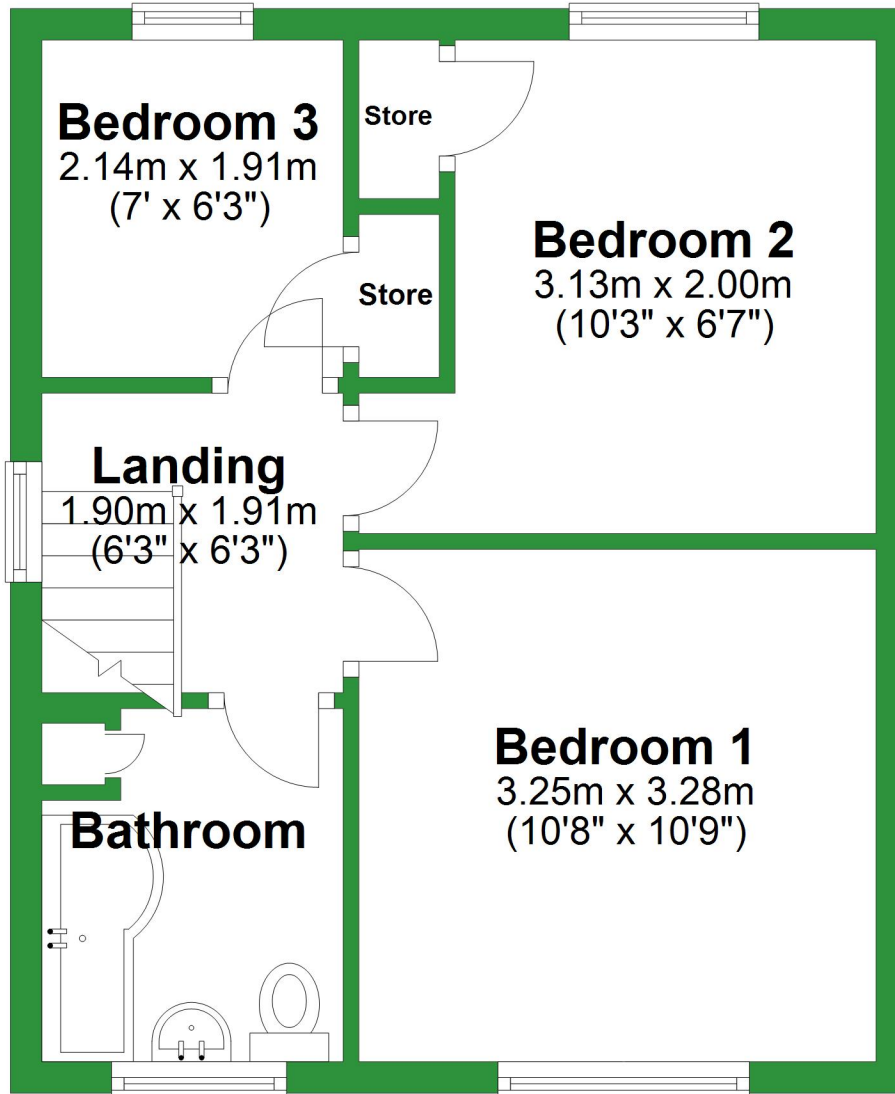 Bedroom 3
2.14m x 1.91m
(7' x 6'3")
Store
Bedroom 2
3.13m x 2.00m
(10'3" x 6'7")
Store
Landing
1.90m x 1.91m
(6'3" x 6'3")
Bedroom 1
3.25m x 3.28m
(10'8" x 10'9")
Bathroom